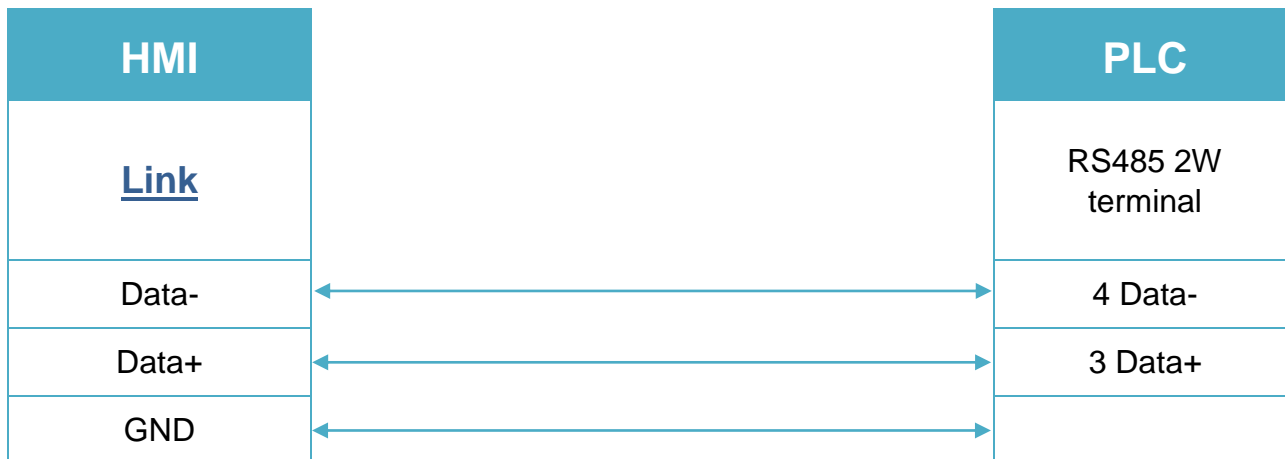 HMI
PLC
Link
RS485 2W
terminal
Data-
4 Data-
Data+
3 Data+
GND